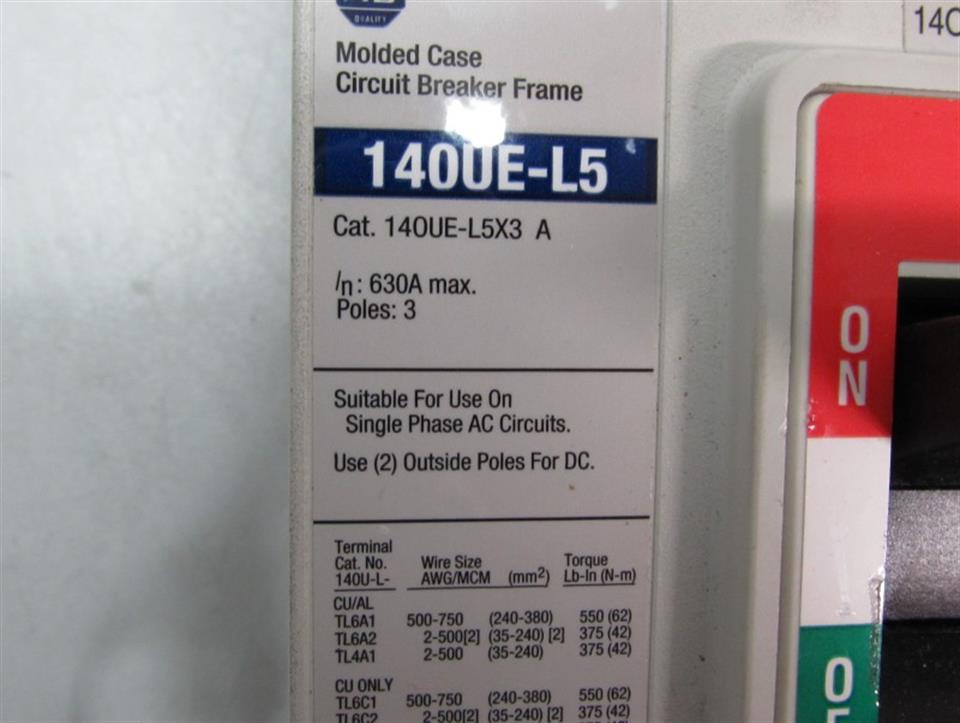 QUALITY
Molded Case
Circuit Breaker Frame
140UE-L5
Cat. 140UE-L5X3 A
In: 630A max.
Poles: 3
Suitable For Use On
Single Phase AC Circuits.
Use (2) Outside Poles For DC.
Terminal
Cat. No. Wire Size Torque
140U-L- AWG/MCM (mm2) Lb-In (N-m)
CU/AL
TL6A1 500-750 (240-380) 550 (62)
TL6A2 2-500[2] (35-240) [2] 375 (42)
TL4A1 2-500 (35-240) 375 (42)
CU ONLY
TL6C1 500-750 (240-380) 550 (62)
TL6C2 2-500[2] (35-240) [2]
140
ON